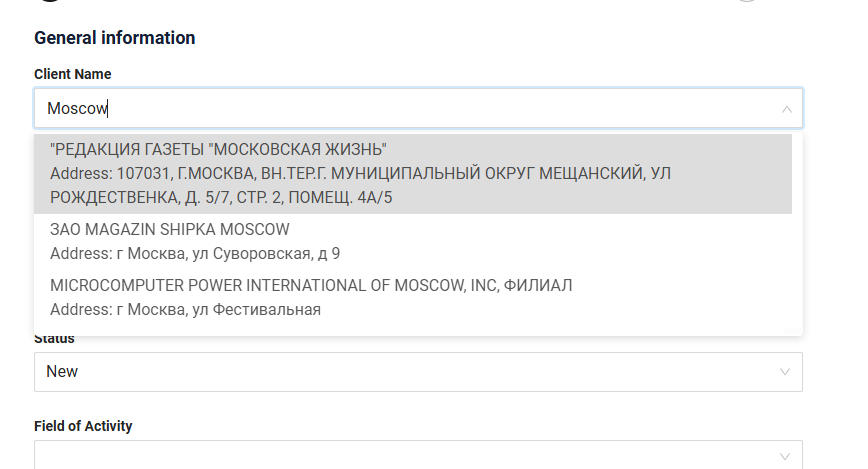 General information
Client Name
Moscow
"РЕДАКЦИЯ ГАЗЕТЫ "МОСКОВСКАЯ ЖИЗНЬ"
Address: 107031, Г.МОСКВА, ВН.ТЕР.Г. МУНИЦИПАЛЬНЫЙ ОКРУГ МЕЩАНСКИЙ, УЛ
РОЖДЕСТВЕНКА, Д. 5/7, СТР. 2, ПОМЕЩ. 4А/5
ЗАО MAGAZIN SHIPKA MOSCOW
Address: г Москва, ул Суворовская, д 9
MICROCOMPUTER POWER INTERNATIONAL OF MOSCOW, INC, ФИЛИАЛ
Address: г Москва, ул Фестивальная
Status
New
Field of Activity